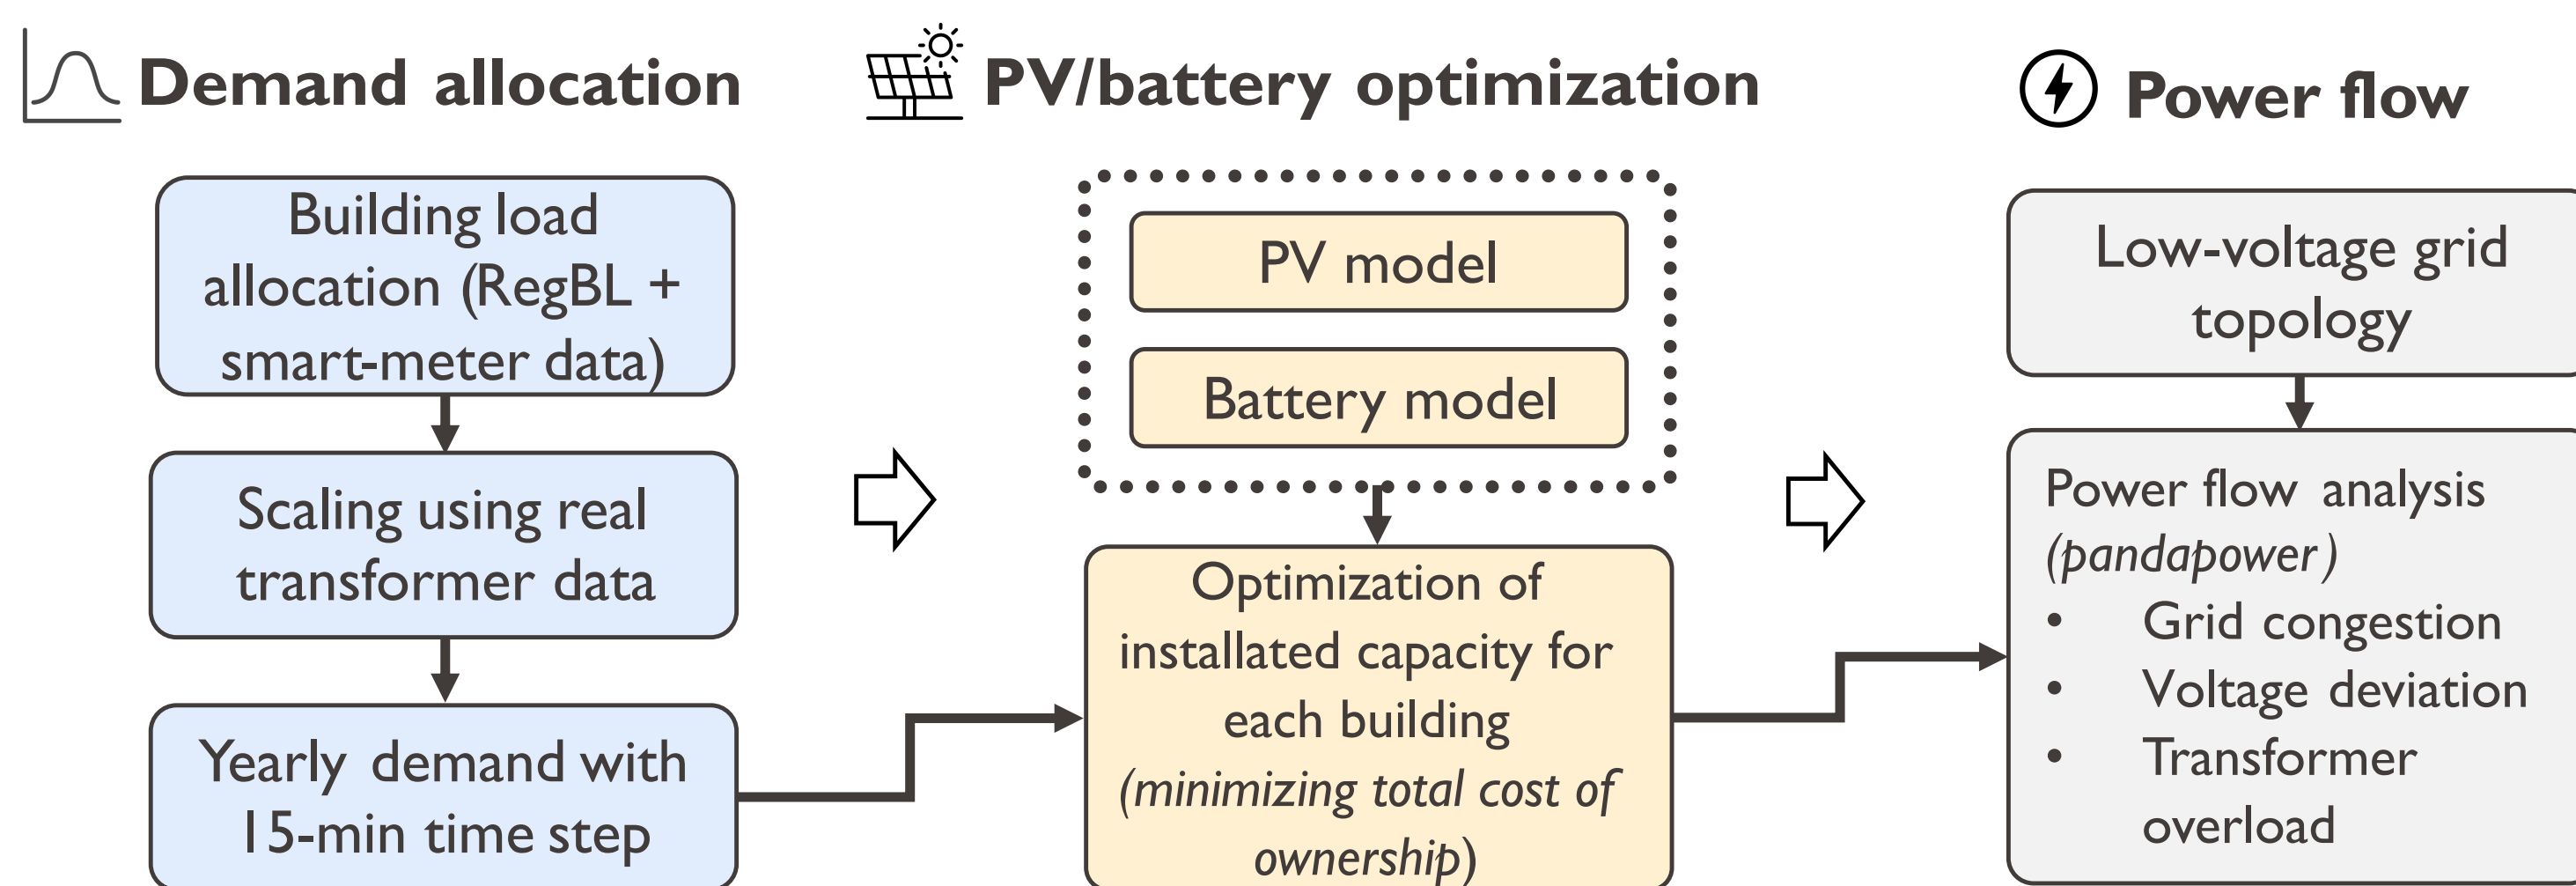 Demand allocation
Building load
allocation (RegBL +
smart-meter data)
Scaling using real
transformer data
Yearly demand with
15-min time step
PV/battery optimization
PV model
Battery model
Optimization of
installated capacity for
each building
(minimizing total cost of
ownership)
Power flow
Low-voltage grid
topology
Power flow analysis
(pandapower)
• Grid congestion
• Voltage deviation
• Transformer
overload